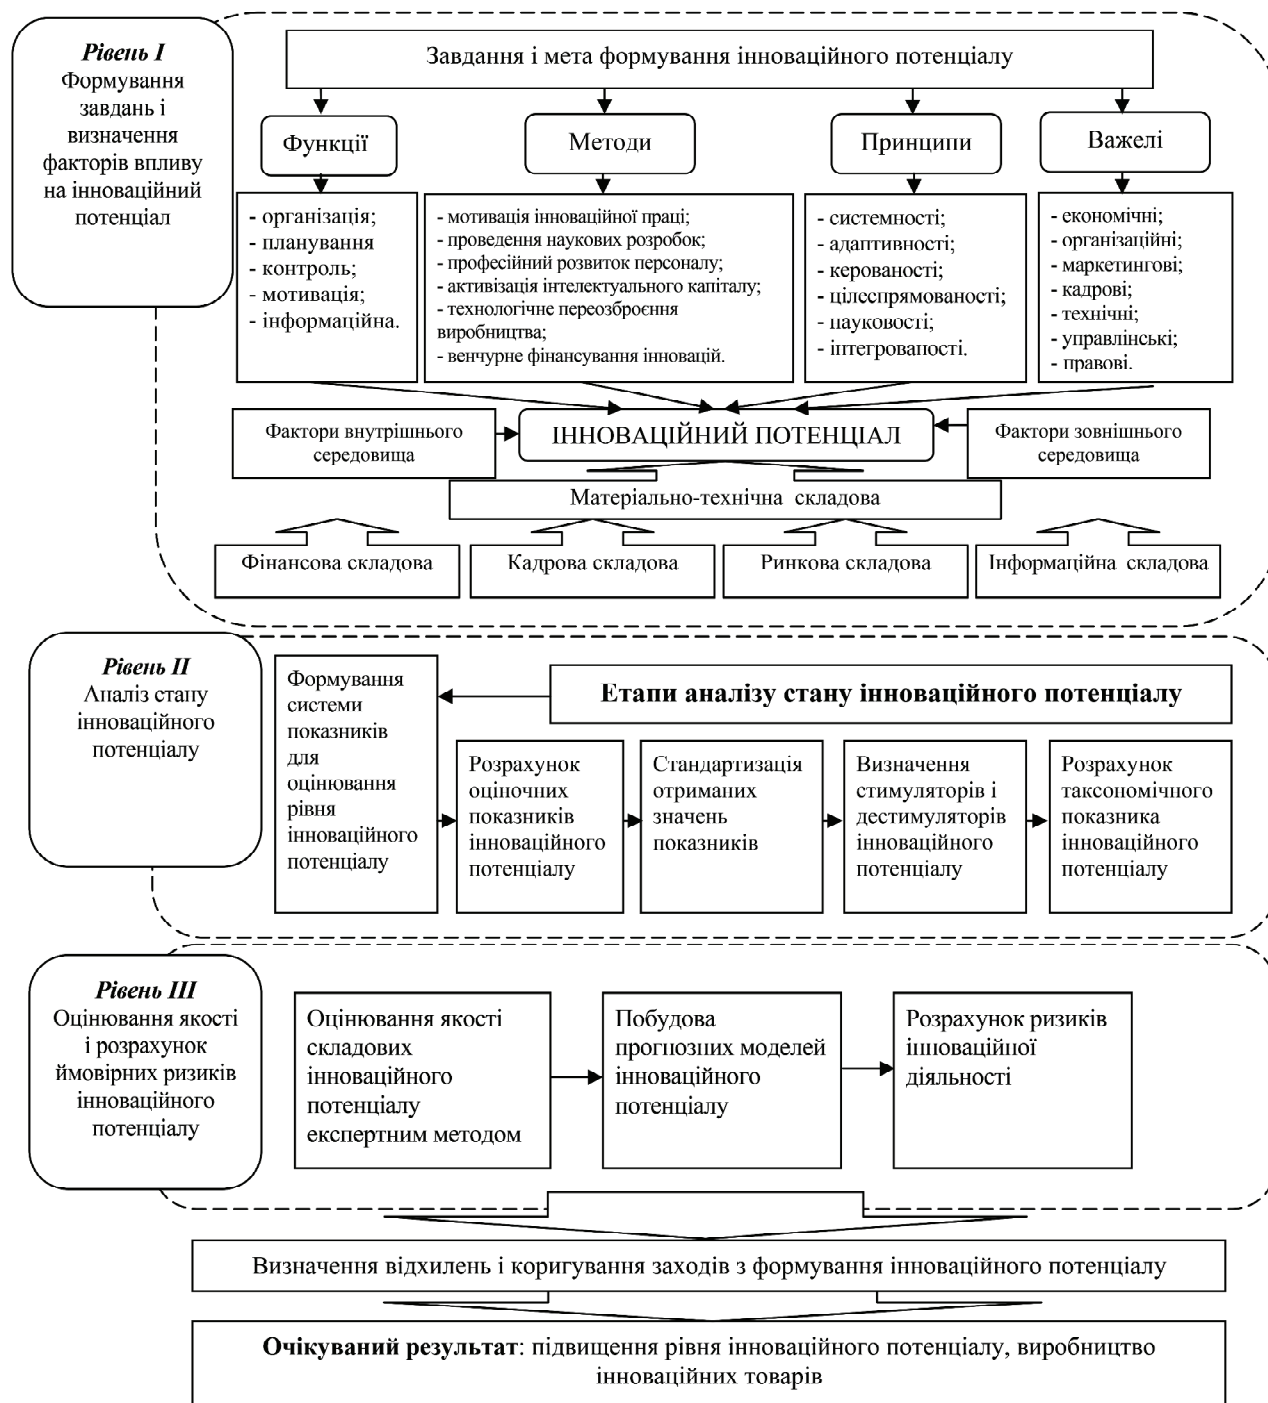 Рівень I
Формування
завдань і
визначення
факторів впливу
на інноваційний
потенціал
Завдання і мета формування інноваційного потенціалу
Функції
Методи
Принципи
Важелі
- організація;
- планування
- контроль;
- мотивація;
- інформаційна.
- мотивація інноваційної праці;
- проведення наукових розробок;
- професійний розвиток персоналу;
- активізація інтелектуального капіталу;
- технологічне переозброєння
виробництва;
- венчурне фінансування інновацій.
- системності;
- адаптивності;
- керованості;
- цілеспрямованості;
- науковості;
- інтегрованості.
- економічні;
- організаційні;
- маркетингові;
- кадрові;
- технічні;
- управлінські;
- правові.
Фактори внутрішнього
середовища
ІННОВАЦІЙНИЙ ПОТЕНЦІАЛ
Фактори зовнішнього
середовища
Матеріально-технічна складова
Фінансова складова
Кадрова складова
Ринкова складова
Інформаційна складова
Рівень II
Аналіз стану
інноваційного
потенціалу
Етапи аналізу стану інноваційного потенціалу
Формування
системи
показників
для
оцінювання
рівня
інноваційного
потенціалу
Розрахунок
оціночних
показників
інноваційного
потенціалу
Стандартизація
отриманих
значень
показників
Визначення
стимуляторів і
дестимуляторів
інноваційного
потенціалу
Розрахунок
таксономічного
показника
інноваційного
потенціалу
Рівень III
Оцінювання якості
і розрахунок
ймовірних ризиків
інноваційного
потенціалу
Оцінювання якості
складових
інноваційного
потенціалу
експертним методом
Побудова
прогнозних моделей
інноваційного
потенціалу
Розрахунок ризиків
інноваційної
діяльності
Визначення відхилень і коригування заходів з формування інноваційного потенціалу
Очікуваний результат: підвищення рівня інноваційного потенціалу, виробництво
інноваційних товарів